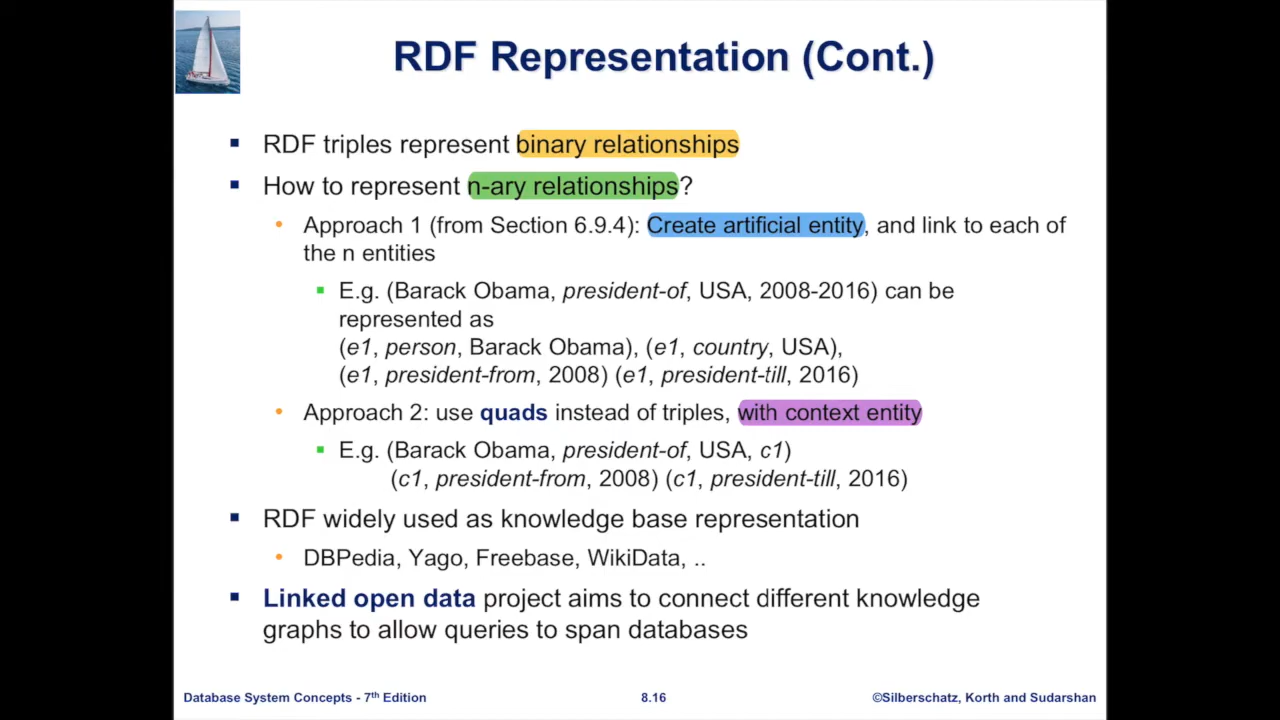 RDF Representation (Cont.)
▪ RDF triples represent binary relationships
▪ How to represent n-ary relationships?
• Approach 1 (from Section 6.9.4): Create artificial entity, and link to each of
the n entities
▪ E.g. (Barack Obama, president-of, USA, 2008-2016) can be
represented as
(e1, person, Barack Obama), (e1, country, USA),
(e1, president-from, 2008) (e1, president-till, 2016)
• Approach 2: use quads instead of triples, with context entity
▪ E.g. (Barack Obama, president-of, USA, c1)
(c1, president-from, 2008) (c1, president-till, 2016)
▪ RDF widely used as knowledge base representation
• DBPedia, Yago, Freebase, WikiData, ..
▪ Linked open data project aims to connect different knowledge
graphs to allow queries to span databases
Database System Concepts - 7th Edition
8.16
©Silberschatz, Korth and Sudarshan